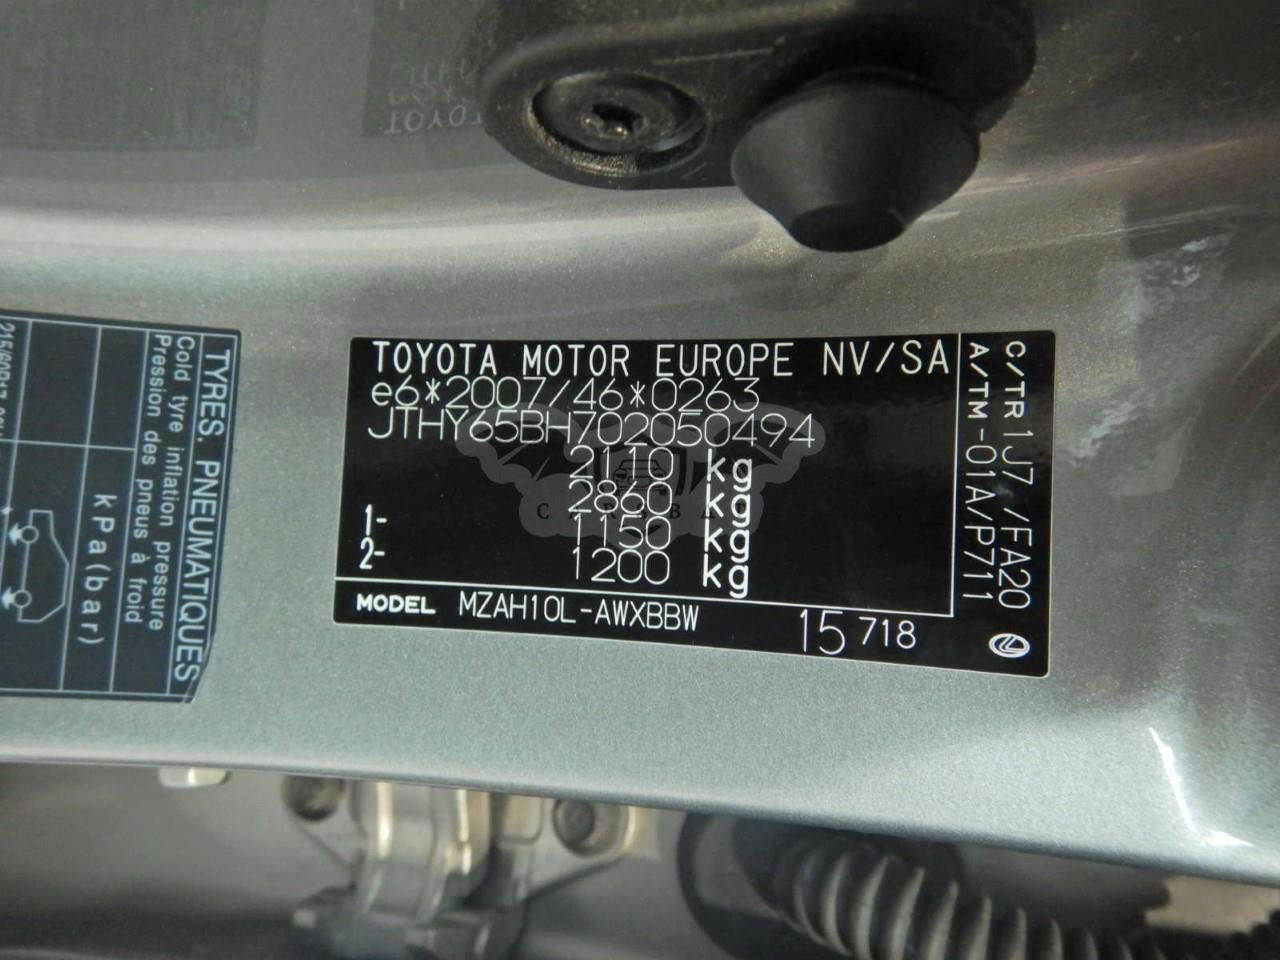 TOYOTA MOTOR EUROPE NV/SA
e6*2007/46*0263
JTHY65BH702050494
2110 kg
2860 kg
1- 1150 kg
2- 1200 kg
MODEL MZAH10L-AWXBBW 15 718
C/TR 1J7 /FA20
A/TM -01A/P711
TYRES. PNEUMATIQUES
Cold tyre inflation pressure
Pression des pneus à froid
kPa(bar)